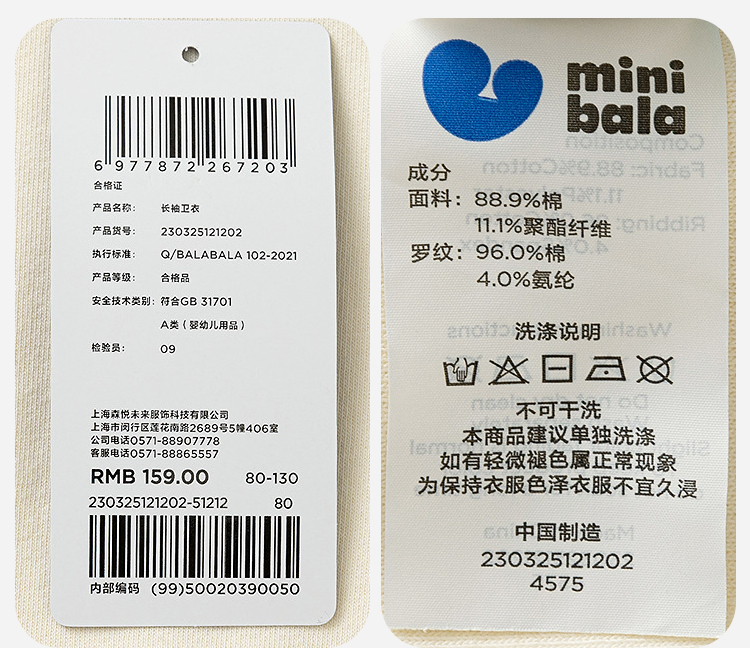 6 977872 267203
合格证
产品名称： 长袖卫衣
产品货号： 230325121202
执行标准： Q/BALABALA 102-2021
产品等级： 合格品
安全技术类别： 符合GB 31701
A类（婴幼儿用品）
检验员： 09
上海森悦未来服饰科技有限公司
上海市闵行区莲花南路2689号5幢406室
公司电话0571-88907778
客服电话0571-88865557
RMB 159.00 80-130
230325121202-51212 80
内部编码 (99)50020390050
mini
bala
成分
面料：88.9%棉
11.1%聚酯纤维
罗纹：96.0%棉
4.0%氨纶
洗涤说明
不可干洗
本商品建议单独洗涤
如有轻微褪色属正常现象
为保持衣服色泽衣服不宜久浸
中国制造
230325121202
4575